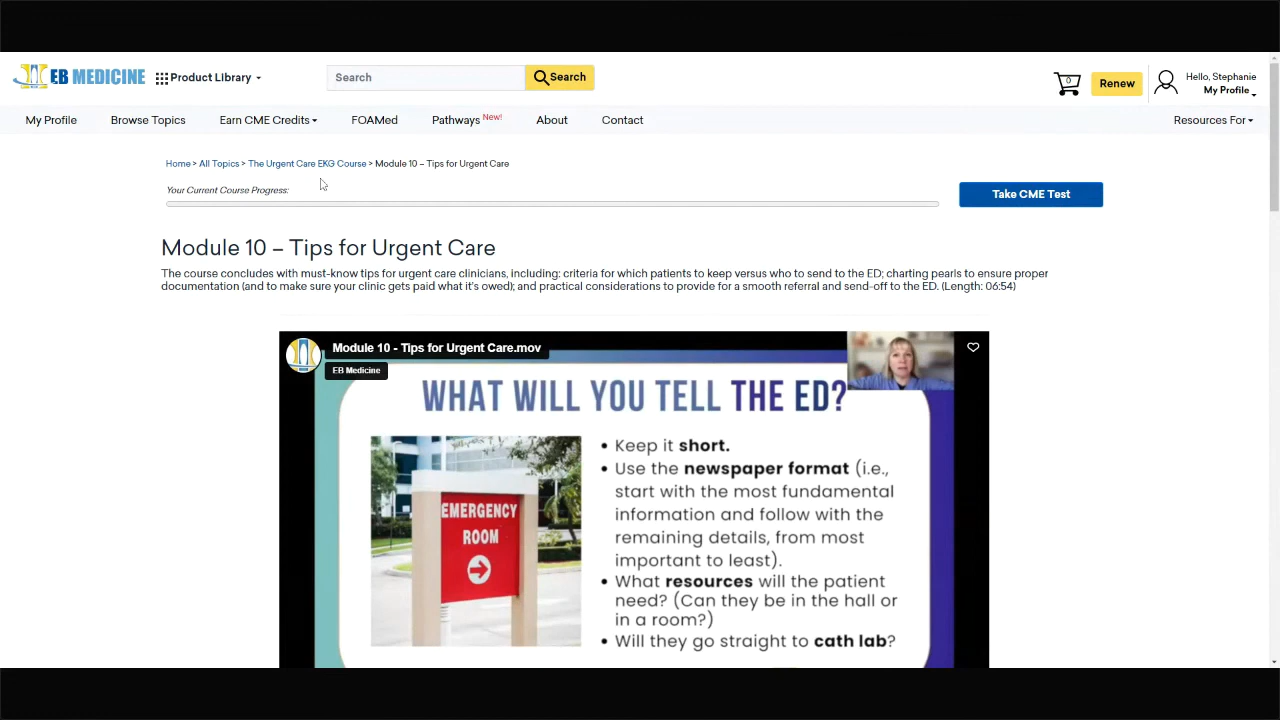 EB MEDICINE
Product Library
Search
Search
0
Renew
Hello, Stephanie
My Profile
My Profile
Browse Topics
Earn CME Credits
FOAMed
Pathways New!
About
Contact
Resources For
Home > All Topics > The Urgent Care EKG Course > Module 10 – Tips for Urgent Care
Your Current Course Progress:
Take CME Test
Module 10 – Tips for Urgent Care
The course concludes with must-know tips for urgent care clinicians, including: criteria for which patients to keep versus who to send to the ED; charting pearls to ensure proper
documentation (and to make sure your clinic gets paid what it's owed); and practical considerations to provide for a smooth referral and send-off to the ED. (Length: 06:54)
Module 10 - Tips for Urgent Care.mov
EB Medicine
WHAT WILL YOU TELL THE ED?
EMERGENCY
ROOM
• Keep it short.
• Use the newspaper format (i.e.,
start with the most fundamental
information and follow with the
remaining details, from most
important to least).
• What resources will the patient
need? (Can they be in the hall or
in a room?)
• Will they go straight to cath lab?